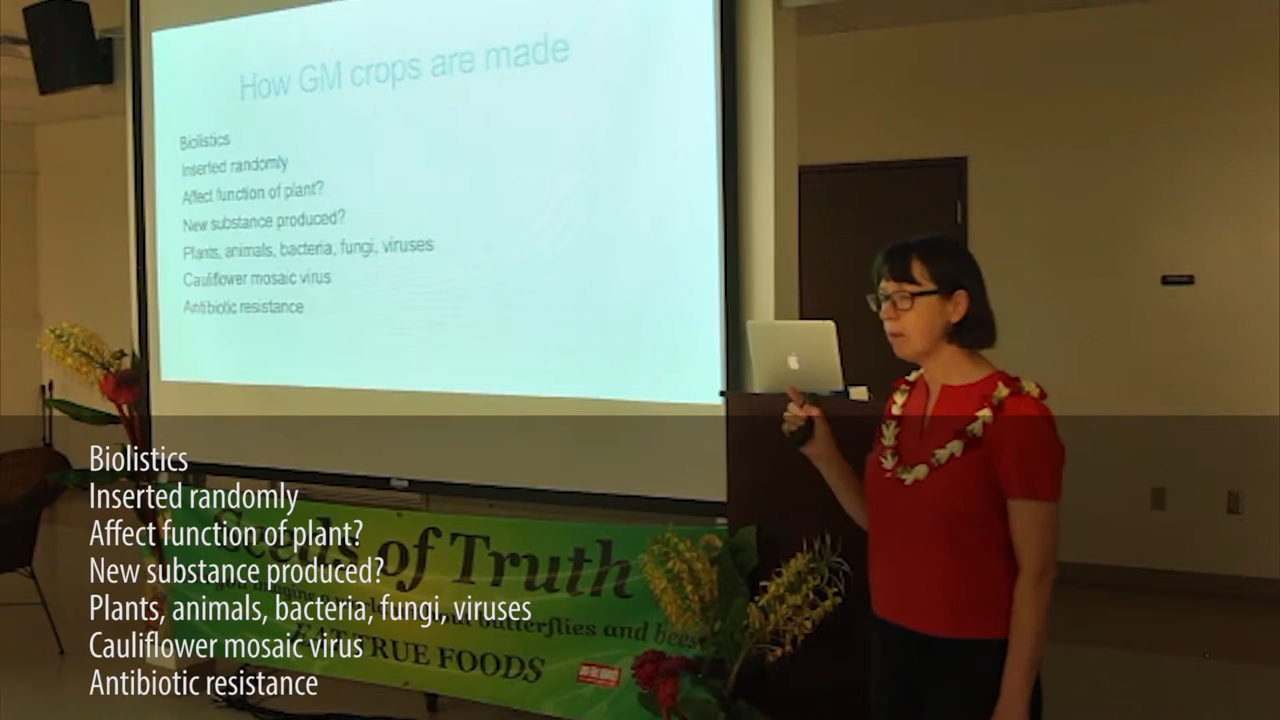 How GM crops are made
Biolistics
Inserted randomly
Affect function of plant?
New substance produced?
Plants, animals, bacteria, fungi, viruses
Cauliflower mosaic virus
Antibiotic resistance
Biolistics
Inserted randomly
Affect function of plant?
New substance produced?
Plants, animals, bacteria, fungi, viruses
Cauliflower mosaic virus
Antibiotic resistance
Seeds of Truth
butterflies and bees
EAT TRUE FOODS